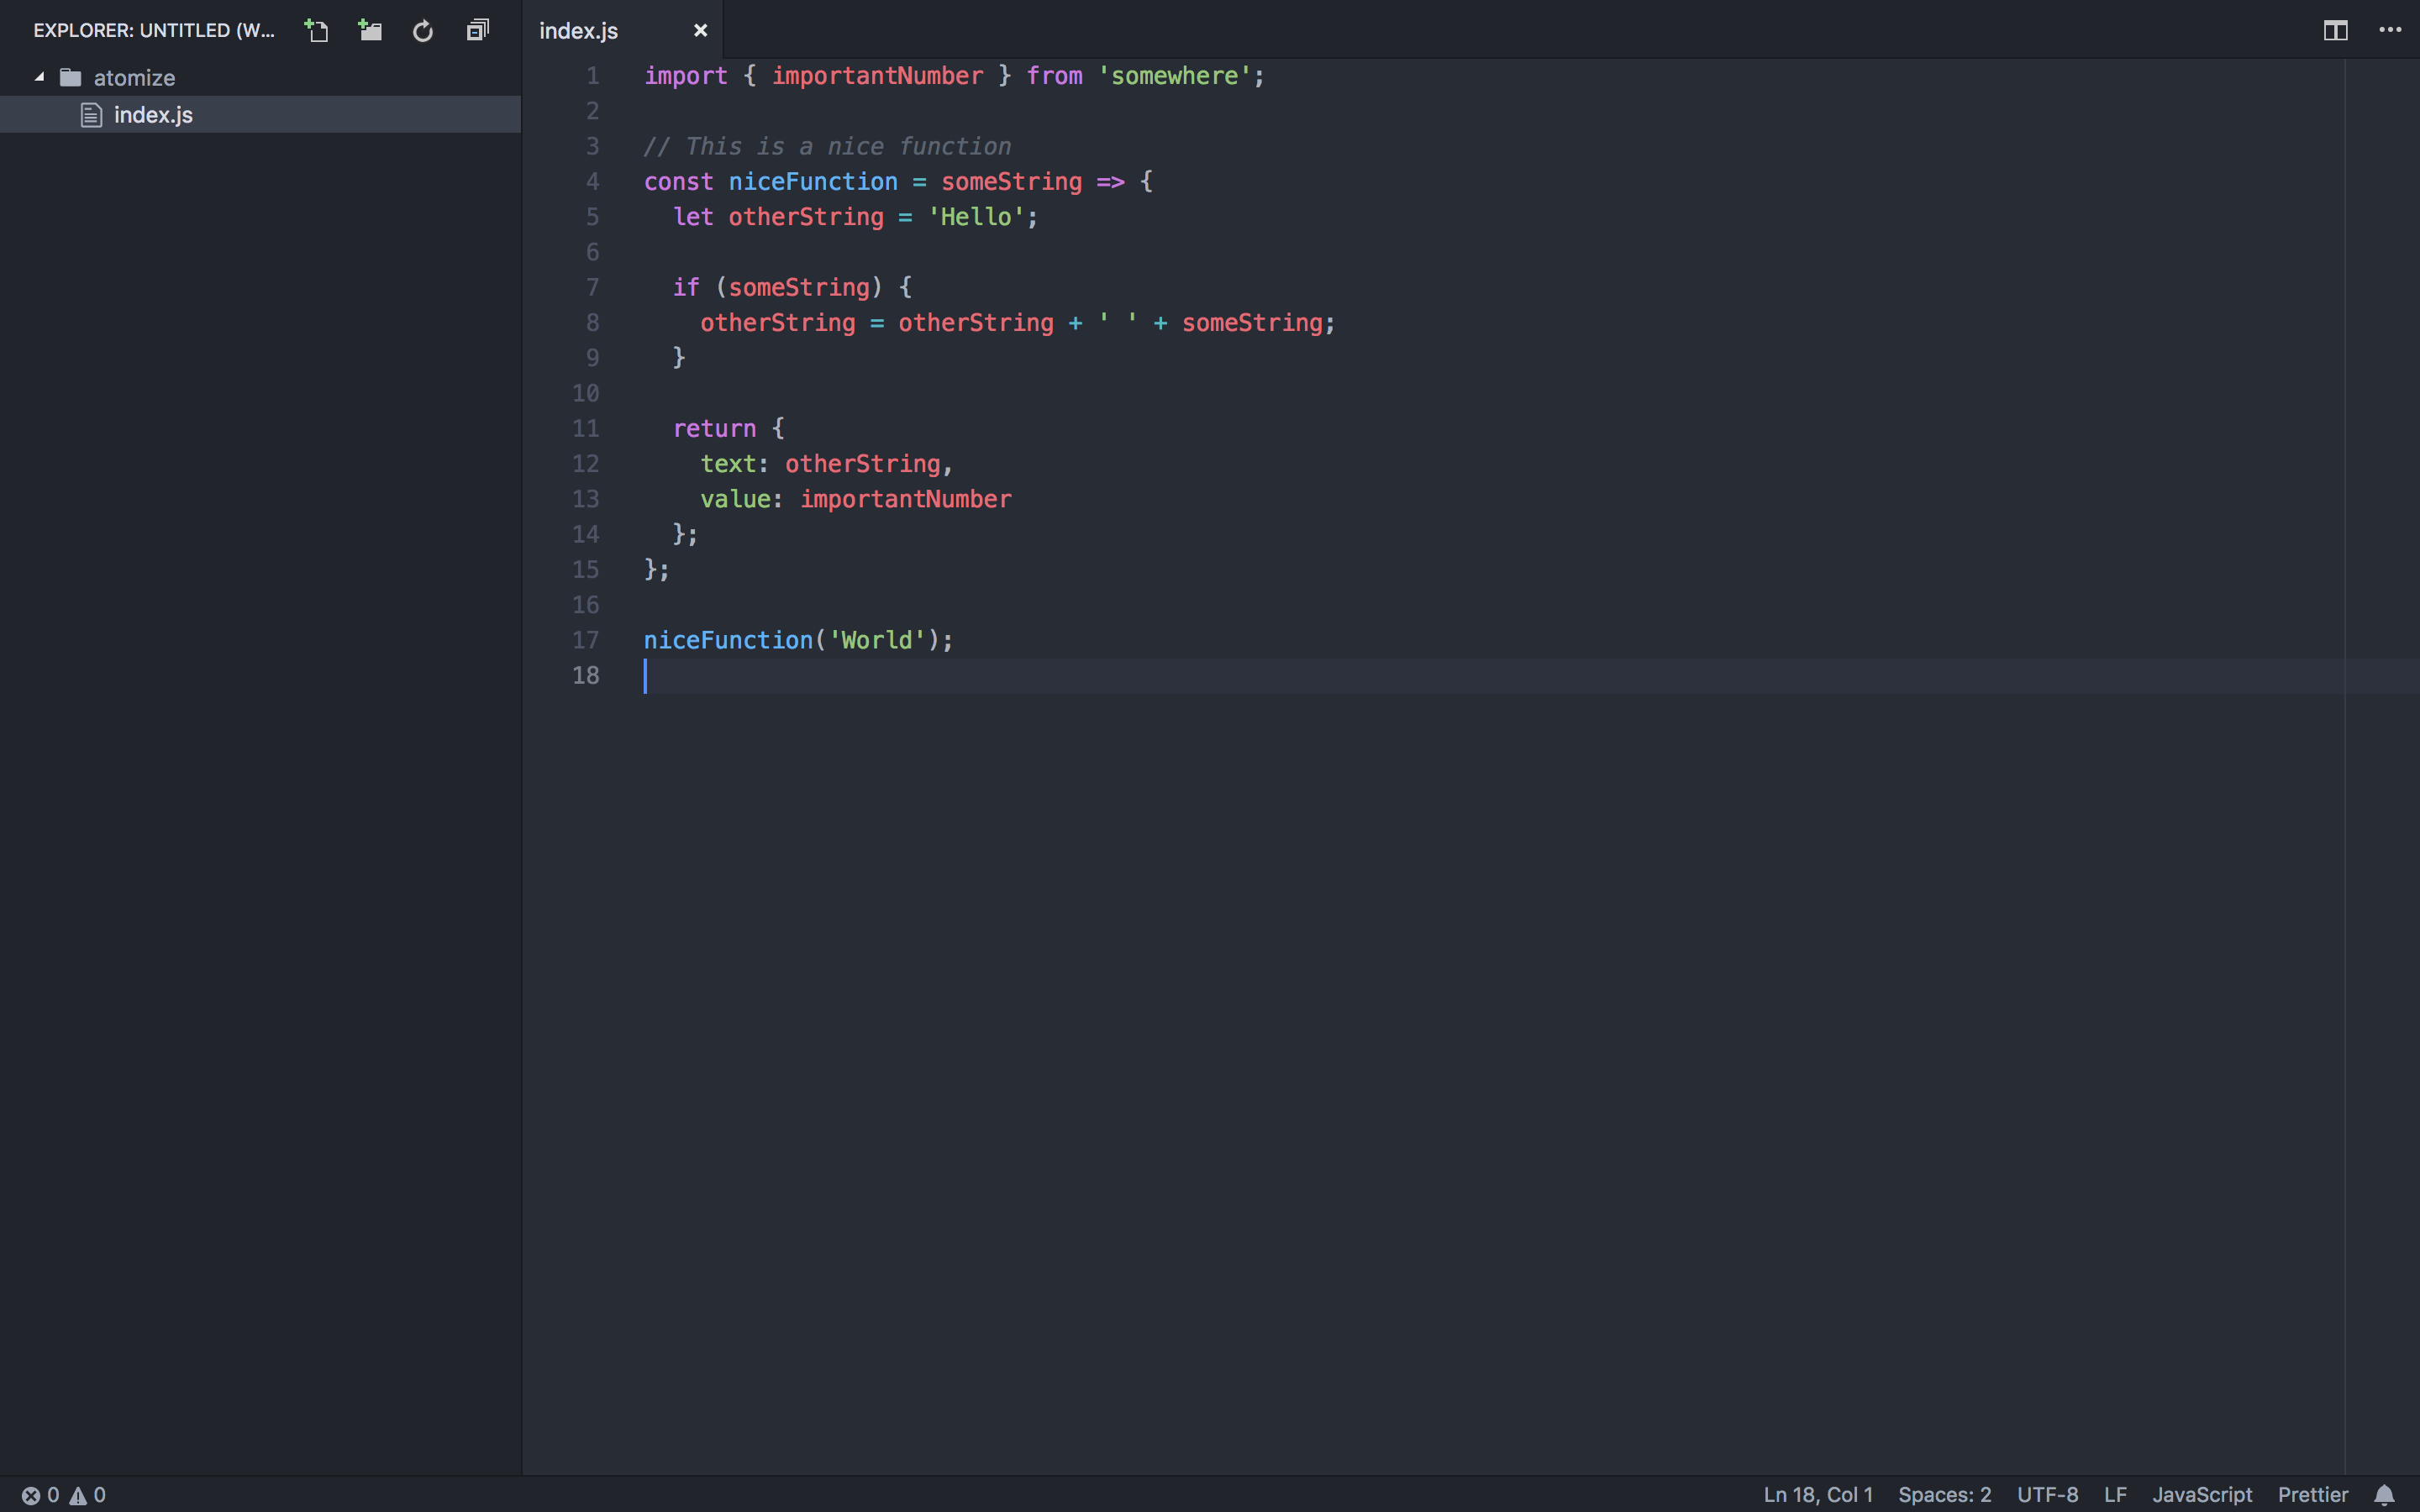 EXPLORER: UNTITLED (W...
atomize
index.js
index.js
1 import { importantNumber } from 'somewhere';
2
3 // This is a nice function
4 const niceFunction = someString => {
5   let otherString = 'Hello';
6
7   if (someString) {
8     otherString = otherString + ' ' + someString;
9   }
10
11   return {
12     text: otherString,
13     value: importantNumber
14   };
15 };
16
17 niceFunction('World');
18
0 0
Ln 18, Col 1 Spaces: 2 UTF-8 LF JavaScript Prettier